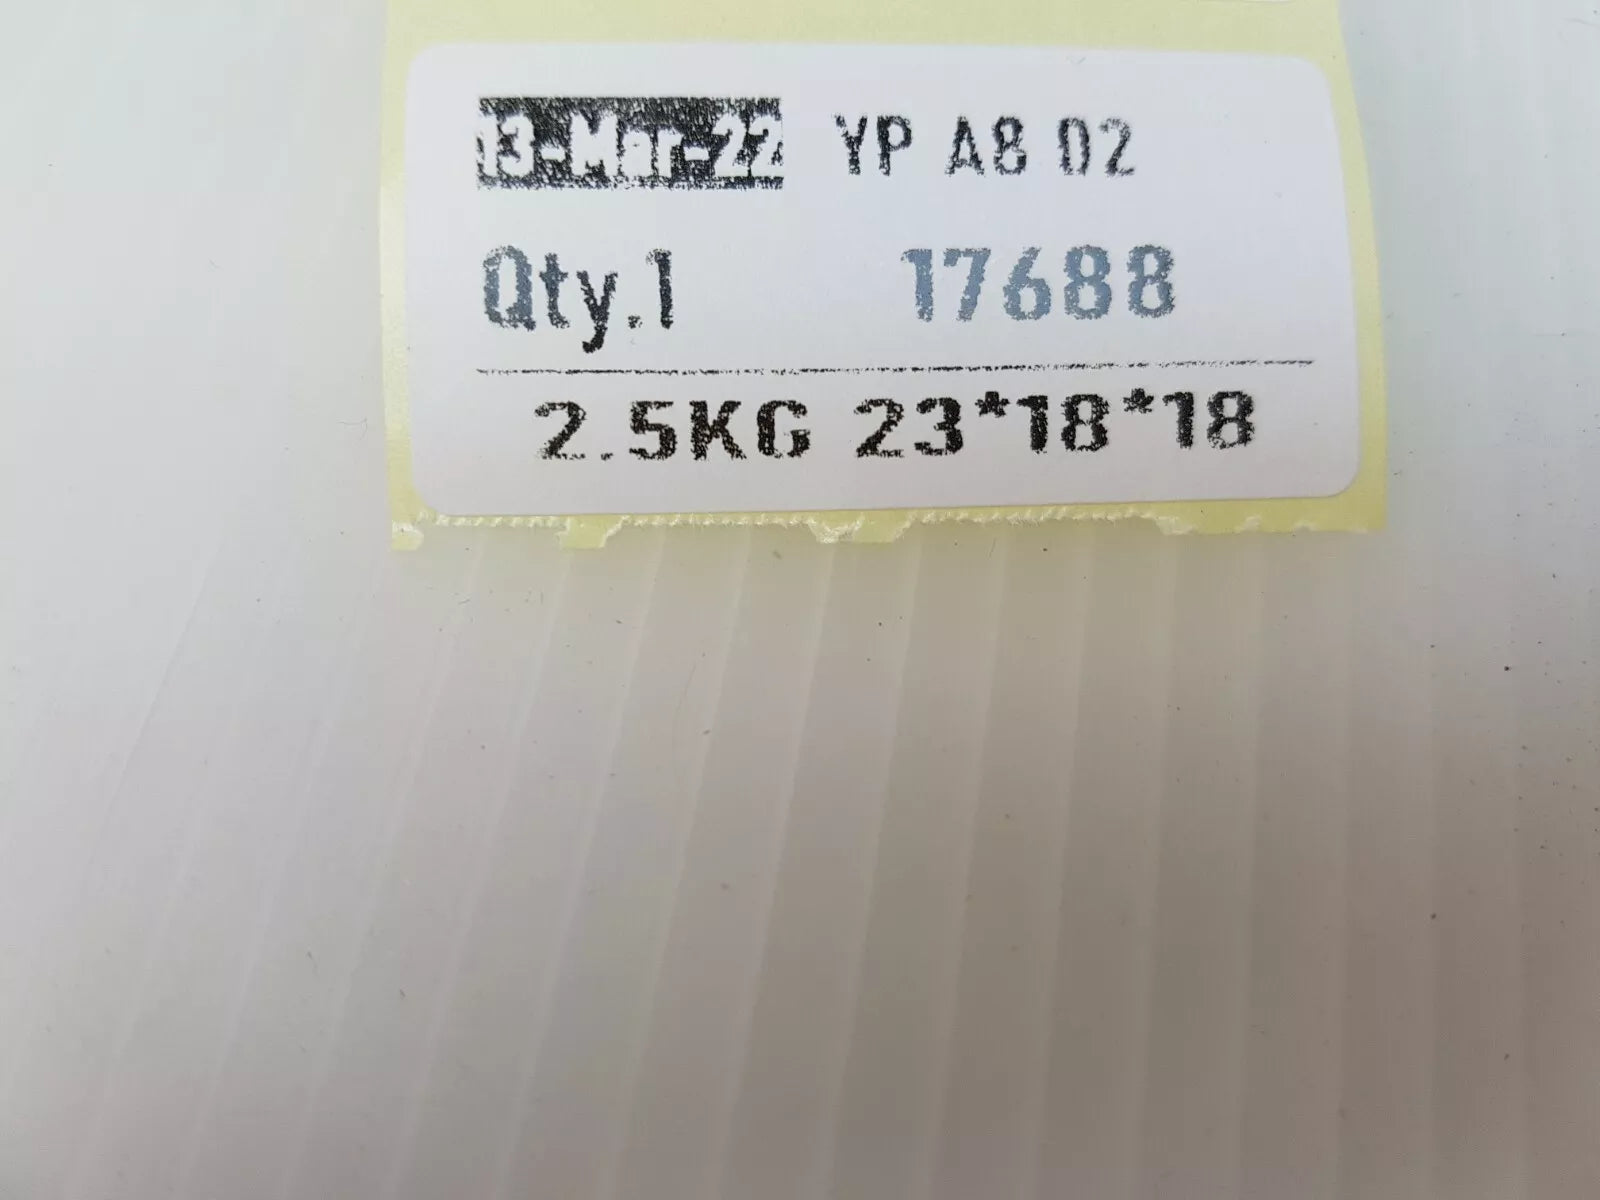 13-Mar-22 YP A8 02
Qty.1 17688
2.5KG 23*18*18